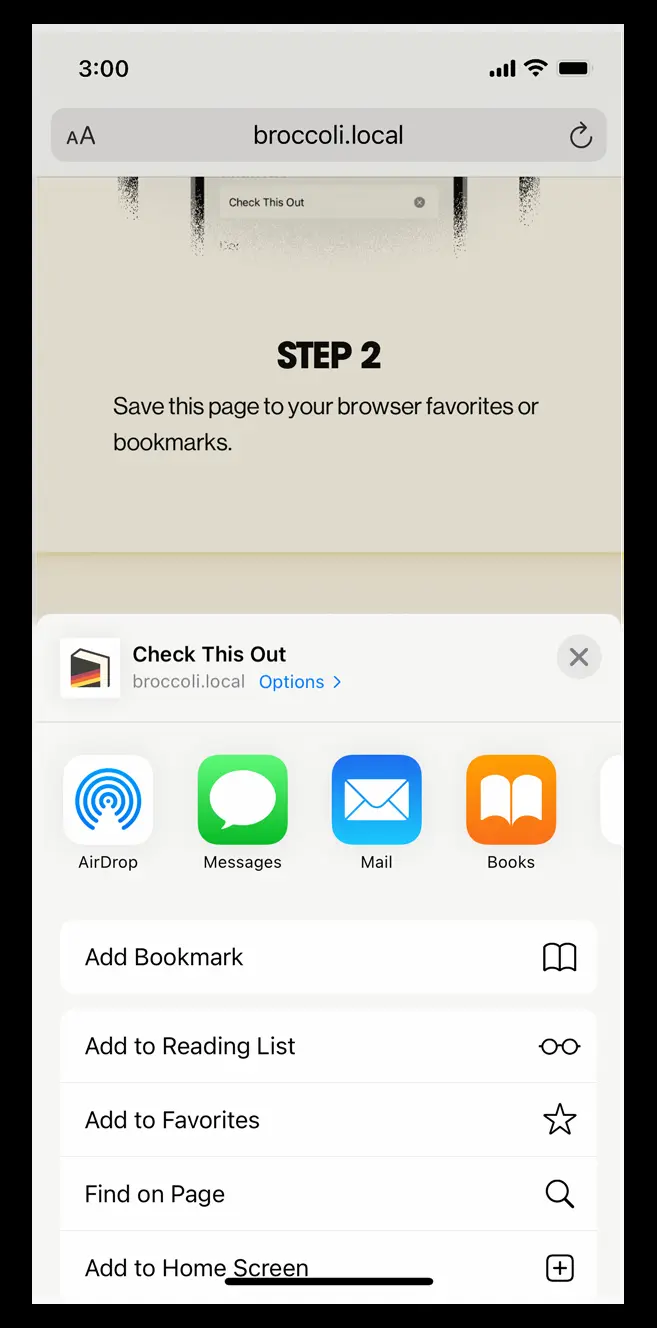 3:00
AA
broccoli.local
Check This Out
STEP 2
Save this page to your browser favorites or
bookmarks.
Check This Out
broccoli.local Options
AirDrop
Messages
Mail
Books
Add Bookmark
Add to Reading List
Add to Favorites
Find on Page
Add to Home Screen